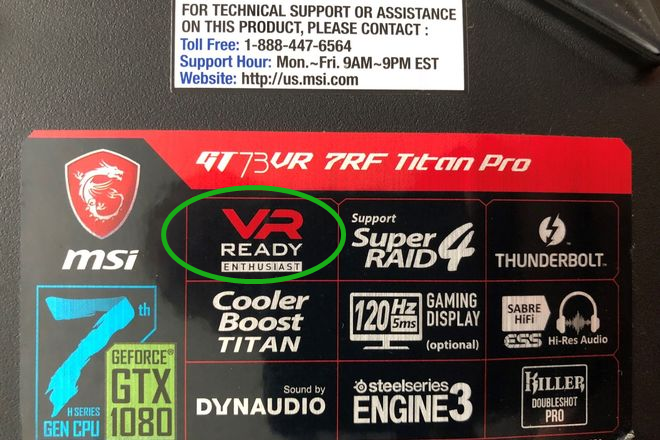 FOR TECHNICAL SUPPORT OR ASSISTANCE
ON THIS PRODUCT, PLEASE CONTACT :
Toll Free: 1-888-447-6564
Support Hour: Mon.~Fri. 9AM~9PM EST
Website: http://us.msi.com
GT73VR 7RF Titan Pro
msi
VR
READY
ENTHUSIAST
Support
Super
RAID 4
THUNDERBOLT™
7th
H SERIES
GEN CPU
GEFORCE®
GTX
1080
Cooler
Boost
TITAN
120Hz
5ms
GAMING
DISPLAY
(optional)
SABRE
HiFi
ESS
Hi-Res Audio
Sound by
DYNAUDIO
steelseries
ENGINE 3
KILLER
DOUBLESHOT
PRO